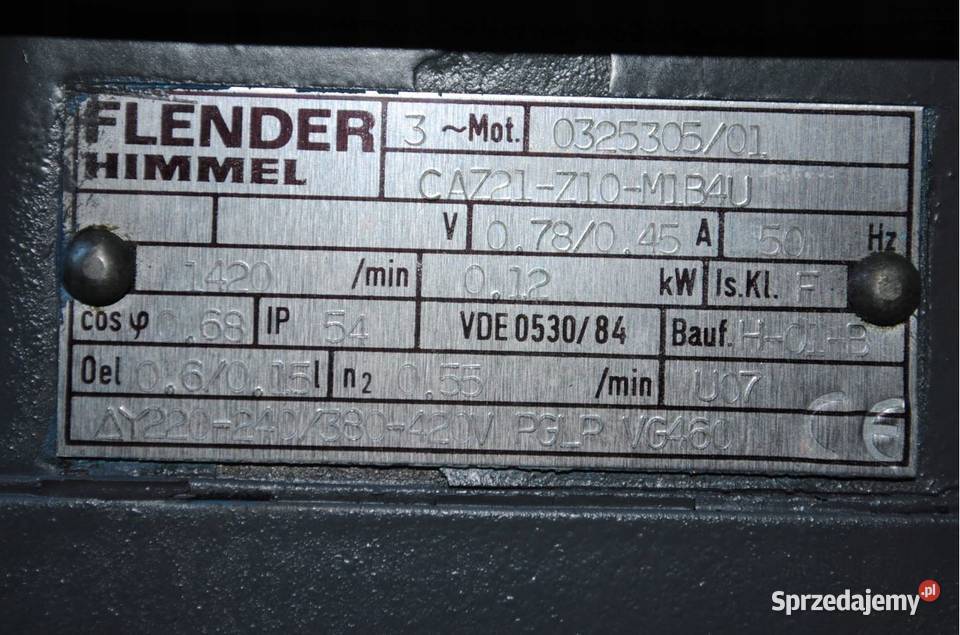 FLENDER HIMMEL
3 ~Mot. 0325305/01
CAZ21-Z10-M1B4U
V 0.78/0.45 A 50 Hz
1420 /min 0.12 kW Is.Kl. F
cos φ 0.68 IP 54 VDE 0530/84 Bauf. H-01-B
Oel 0.6/0.15 l n2 0.55 /min U07
ΔY220-240/380-420V PGLP VG460 CE
Sprzedajemy.pl